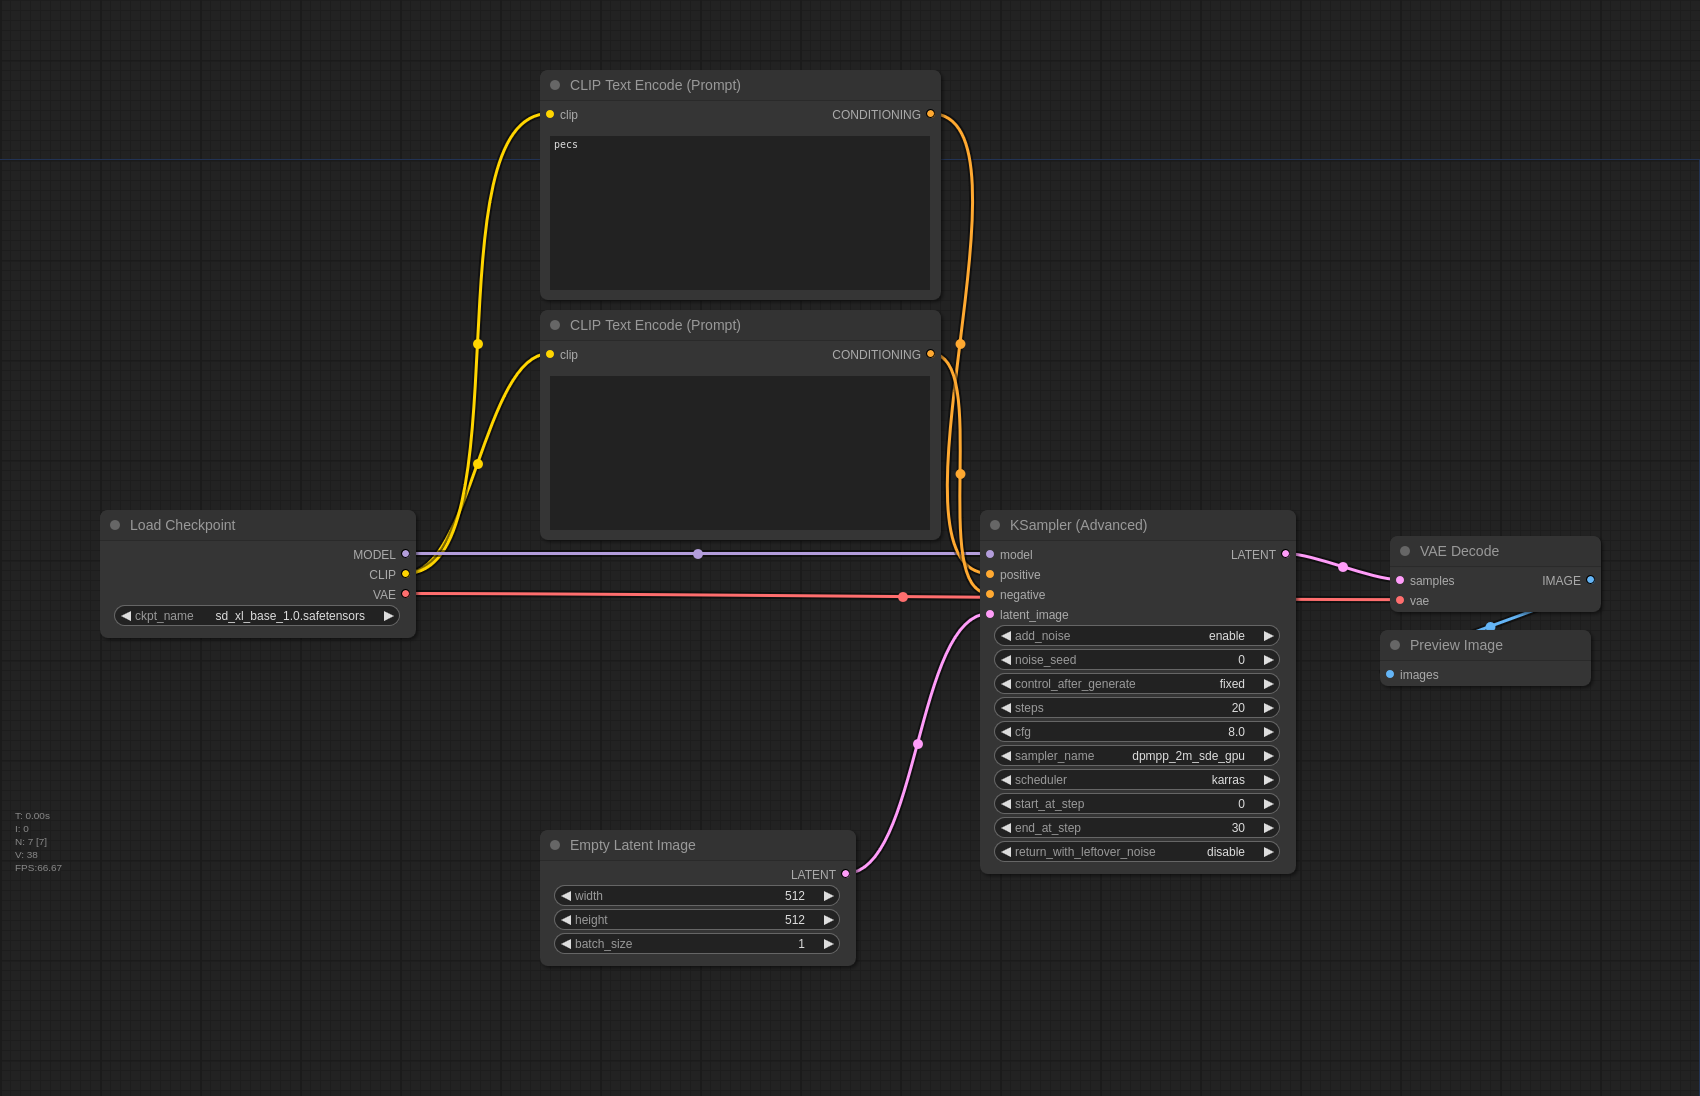 CLIP Text Encode (Prompt)
clip CONDITIONING
pecs
CLIP Text Encode (Prompt)
clip CONDITIONING
Load Checkpoint
MODEL
CLIP
VAE
ckpt_name sd_xl_base_1.0.safetensors
KSampler (Advanced)
model LATENT
positive
negative
latent_image
add_noise enable
noise_seed 0
control_after_generate fixed
steps 20
cfg 8.0
sampler_name dpmpp_2m_sde_gpu
scheduler karras
start_at_step 0
end_at_step 30
return_with_leftover_noise disable
VAE Decode
samples IMAGE
vae
Preview Image
images
Empty Latent Image
LATENT
width 512
height 512
batch_size 1
T: 0.00s
I: 0
N: 7 [7]
V: 38
FPS:66.67